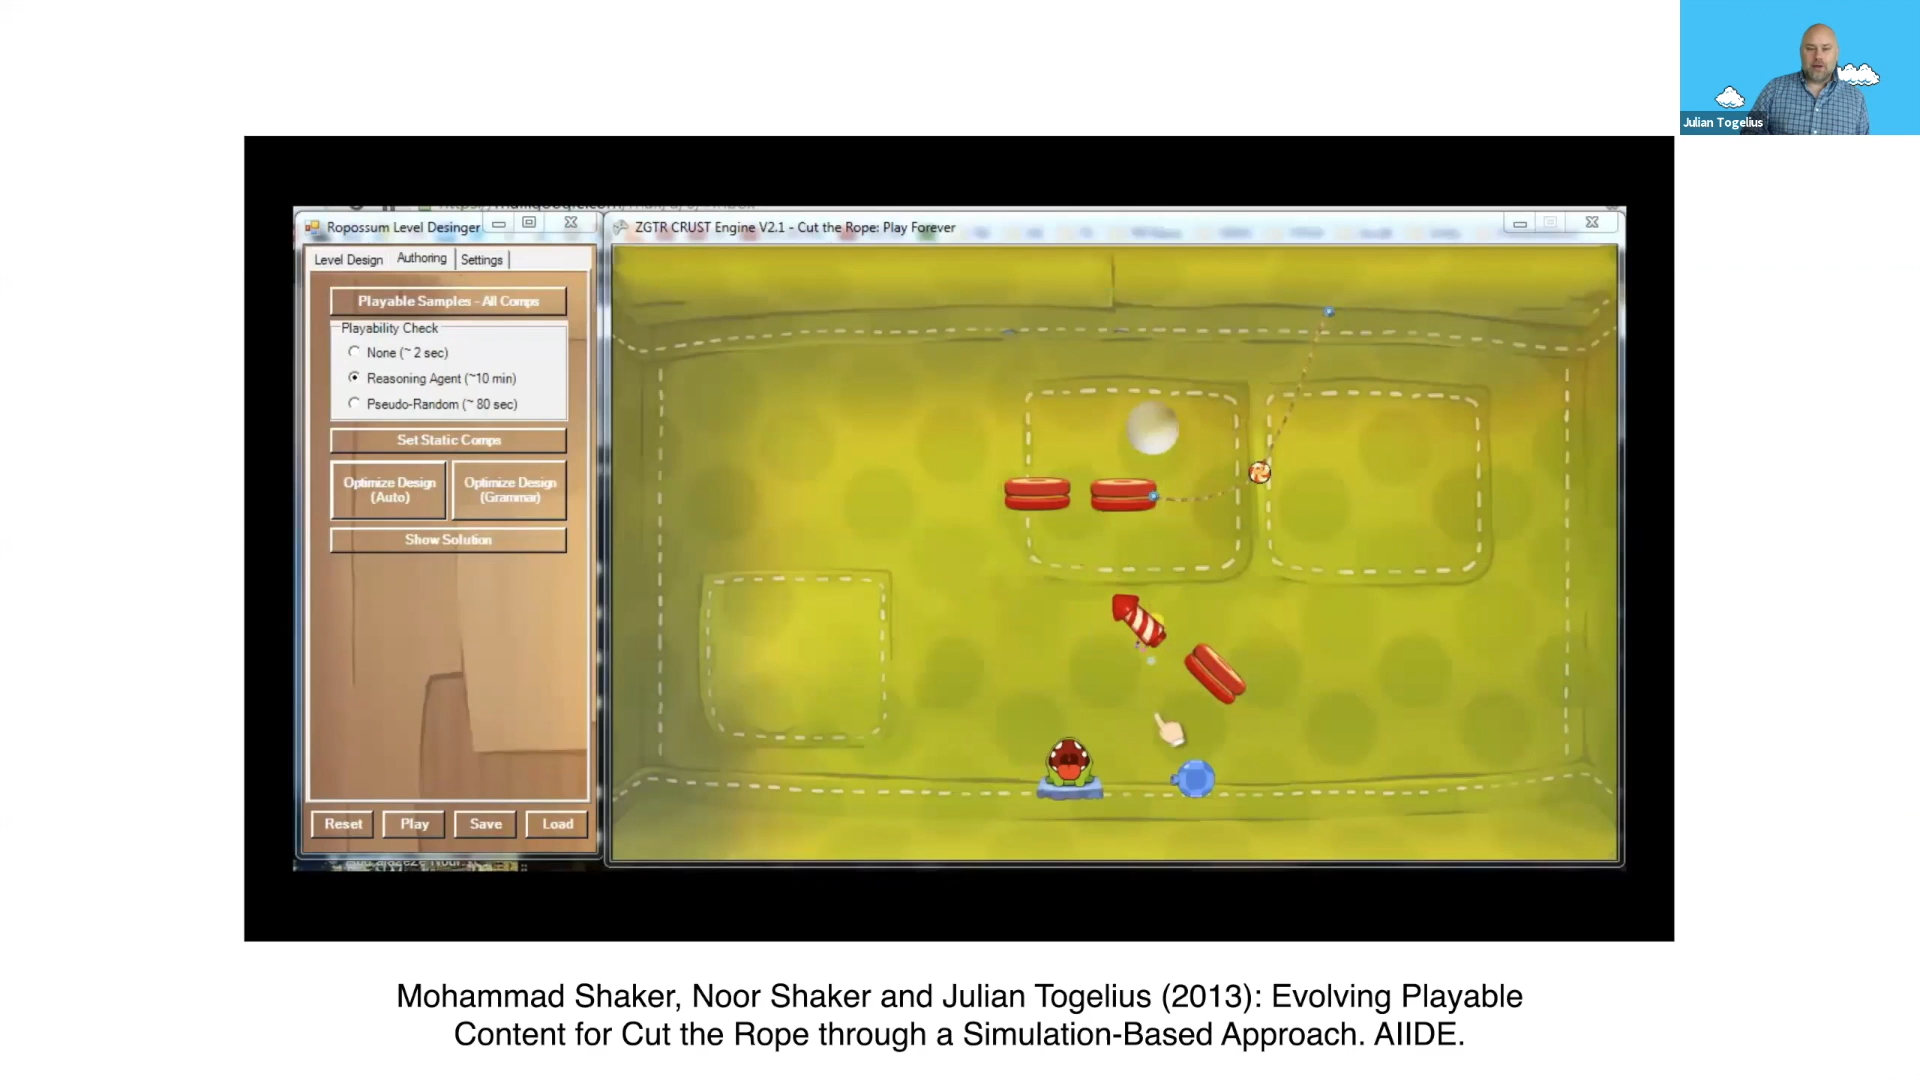 Julian Togelius
Ropossum Level Desinger
ZGTR CRUST Engine V2.1 - Cut the Rope: Play Forever
Level Design
Authoring
Settings
Playable Samples - All Comps
Playability Check
None (~ 2 sec)
Reasoning Agent (~10 min)
Pseudo-Random (~ 80 sec)
Set Static Comps
Optimize Design
(Auto)
Optimize Design
(Grammar)
Show Solution
Reset
Play
Save
Load
Mohammad Shaker, Noor Shaker and Julian Togelius (2013): Evolving Playable
Content for Cut the Rope through a Simulation-Based Approach. AIIDE.